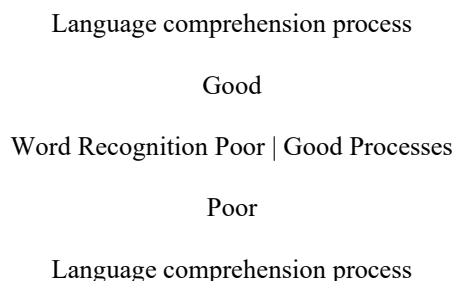 Language comprehension process
Good
Word Recognition Poor | Good Processes
Poor
Language comprehension process